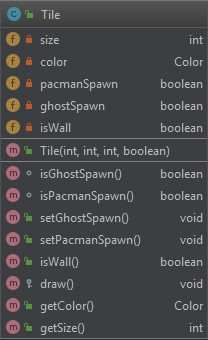 C Tile
f size int
f color Color
f pacmanSpawn boolean
f ghostSpawn boolean
f isWall boolean
m Tile(int, int, int, boolean)
m isGhostSpawn() boolean
m isPacmanSpawn() boolean
m setGhostSpawn() void
m setPacmanSpawn() void
m isWall() boolean
m draw() void
m getColor() Color
m getSize() int